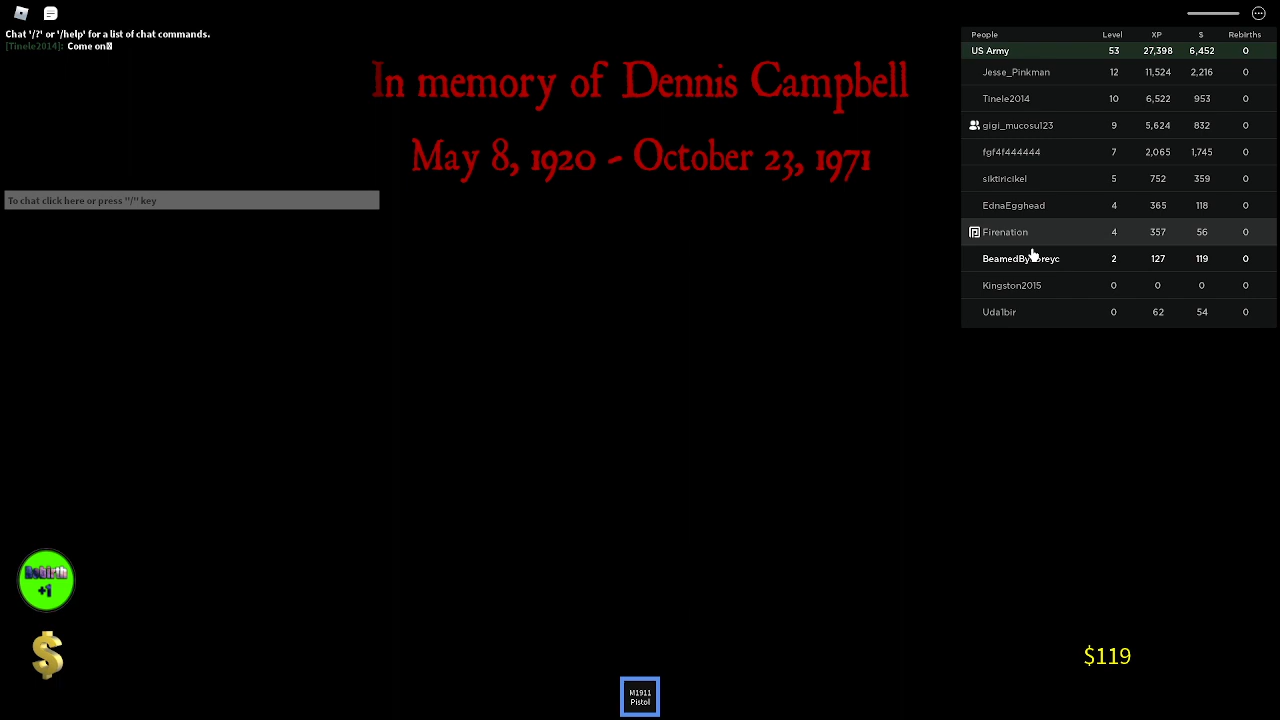 Chat '/?' or '/help' for a list of chat commands.
[Tinele2014]: Come on
To chat click here or press "/" key
In memory of Dennis Campbell
May 8, 1920 - October 23, 1971
People Level XP $ Rebirths
US Army 53 27,398 6,452 0
Jesse_Pinkman 12 11,524 2,216 0
Tinele2014 10 6,522 953 0
gigi_mucosu123 9 5,624 832 0
fgf4f444444 7 2,065 1,745 0
siktiricikel 5 752 359 0
EdnaEgghead 4 365 118 0
Firenation 4 357 56 0
2 127 119 0
Kingston2015 0 0 0 0
Uda1bir 0 62 54 0
Rebirth
+1
$
$119
M1911
Pistol